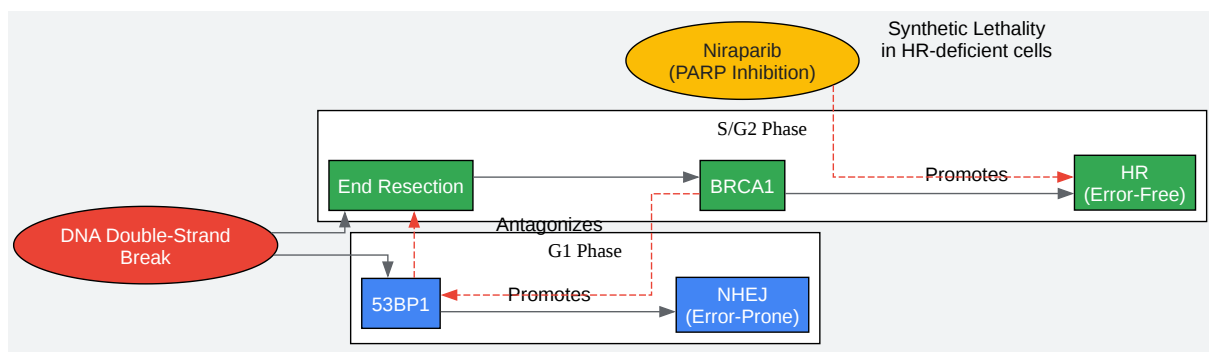 Synthetic Lethality
in HR-deficient cells
Niraparib
(PARP Inhibition)
S/G2 Phase
End Resection
BRCA1
Promotes
HR
(Error-Free)
DNA Double-Strand
Break
Antagonizes
G1 Phase
53BP1
Promotes
NHEJ
(Error-Prone)